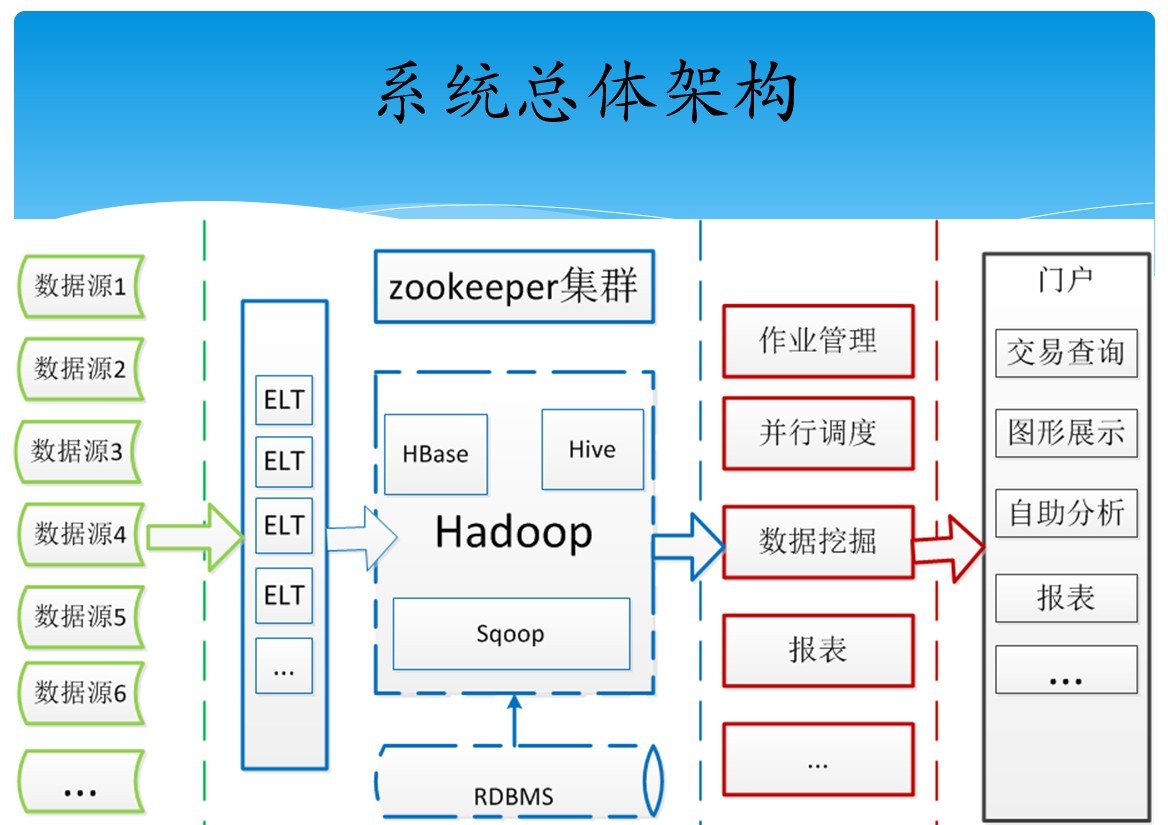 系统总体架构
数据源1
数据源2
数据源3
数据源4
数据源5
数据源6
...
ELT
ELT
ELT
ELT
...
zookeeper集群
HBase
Hive
Hadoop
Sqoop
RDBMS
作业管理
并行调度
数据挖掘
报表
...
门户
交易查询
图形展示
自助分析
报表
...